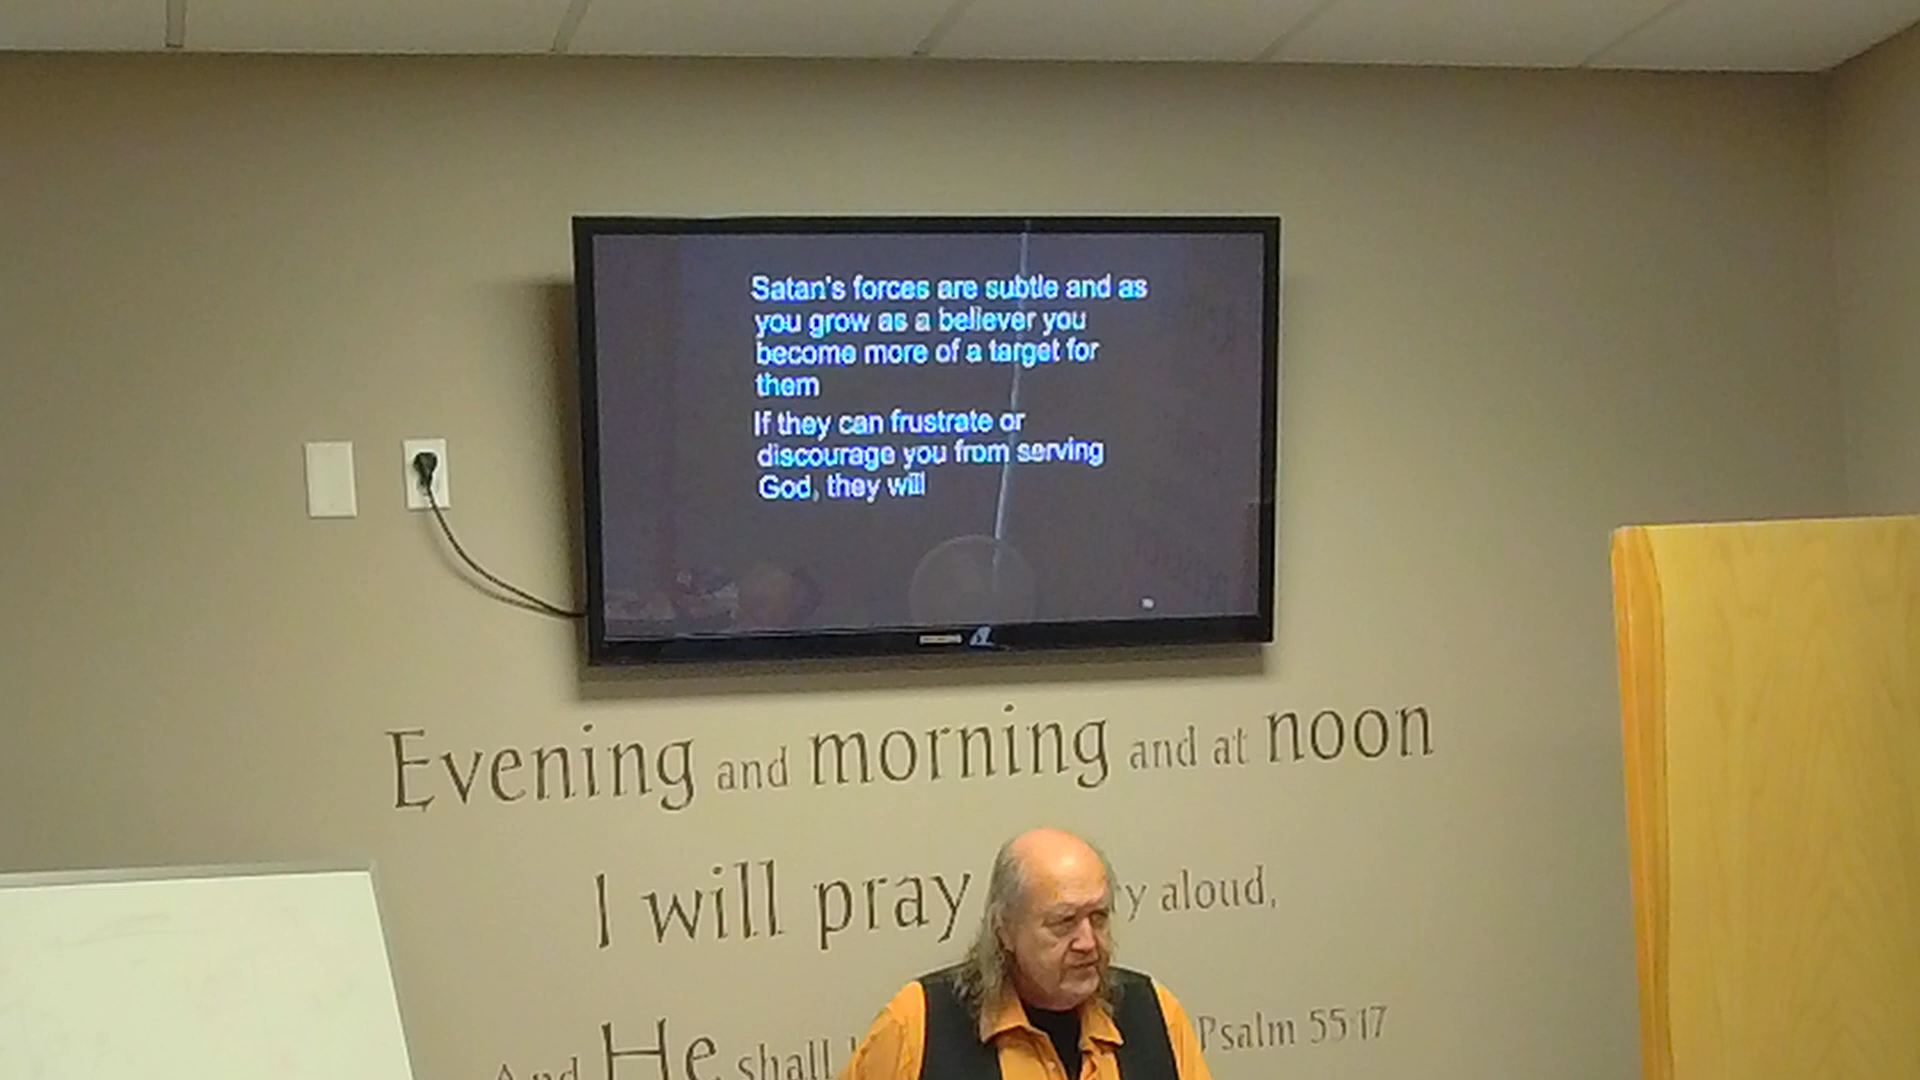 Satan's forces are subtle and as
you grow as a believer you
become more of a target for
them
If they can frustrate or
discourage you from serving
God, they will
Evening and morning and at noon
I will pray y aloud,
And He shall Psalm 55:17